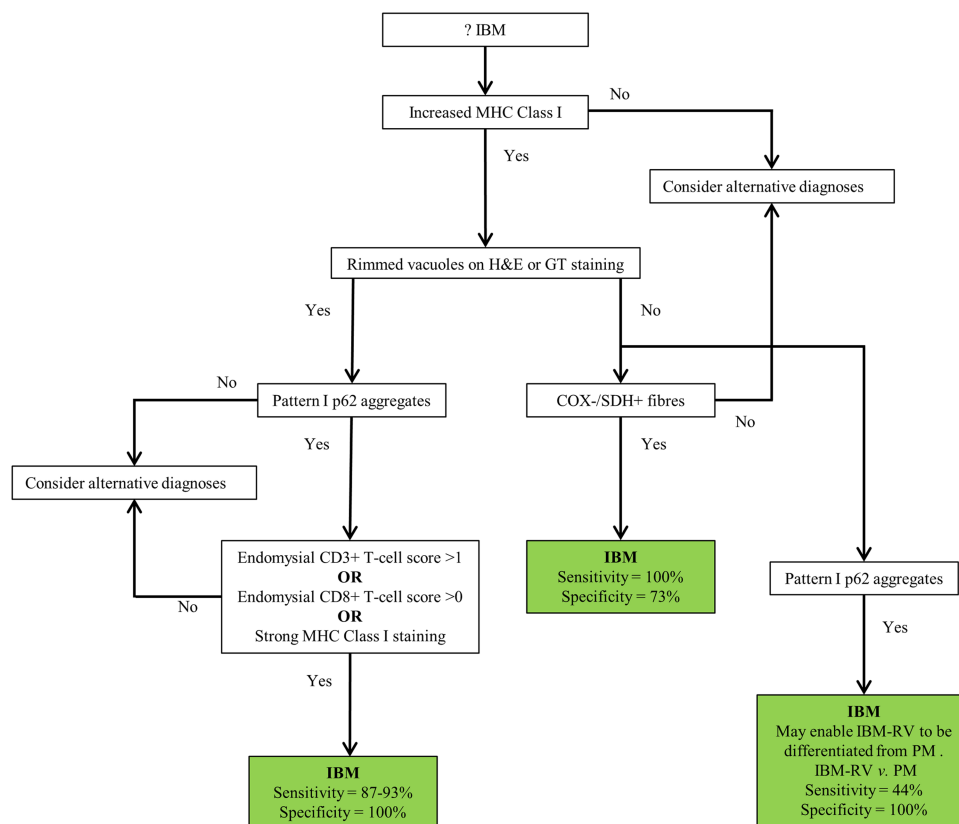 ? IBM
No
Increased MHC Class I
Yes
Consider alternative diagnoses
Rimmed vacuoles on H&E or GT staining
Yes
No
No
Pattern I p62 aggregates
COX-/SDH+ fibres
No
Yes
Yes
Consider alternative diagnoses
Endomysial CD3+ T-cell score >1
OR
Endomysial CD8+ T-cell score >0
OR
Strong MHC Class I staining
No
IBM
Sensitivity = 100%
Specificity = 73%
Pattern I p62 aggregates
Yes
Yes
IBM
Sensitivity = 87-93%
Specificity = 100%
IBM
May enable IBM-RV to be
differentiated from PM .
IBM-RV v. PM
Sensitivity = 44%
Specificity = 100%